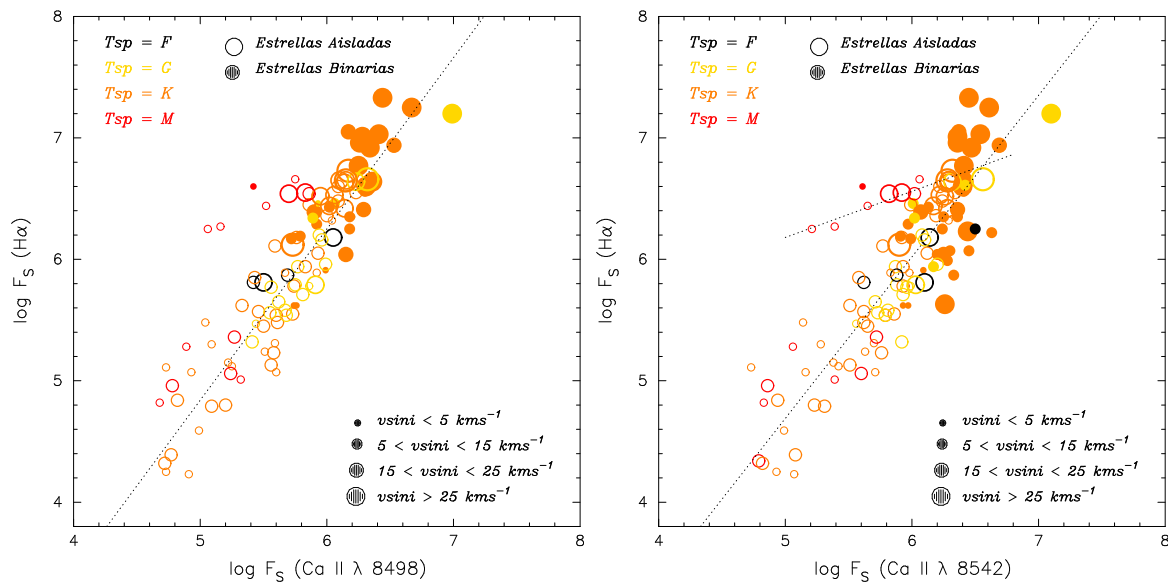 Tsp = F
Tsp = G
Tsp = K
Tsp = M
Estrellas Aisladas
Estrellas Binarias
vsini < 5 kms⁻¹
5 < vsini < 15 kms⁻¹
15 < vsini < 25 kms⁻¹
vsini > 25 kms⁻¹
8
7
6
5
4
4 5 6 7 8
log F_S (Hα)
log F_S (Ca II λ 8498)
Tsp = F
Tsp = G
Tsp = K
Tsp = M
Estrellas Aisladas
Estrellas Binarias
vsini < 5 kms⁻¹
5 < vsini < 15 kms⁻¹
15 < vsini < 25 kms⁻¹
vsini > 25 kms⁻¹
8
7
6
5
4
4 5 6 7 8
log F_S (Hα)
log F_S (Ca II λ 8542)